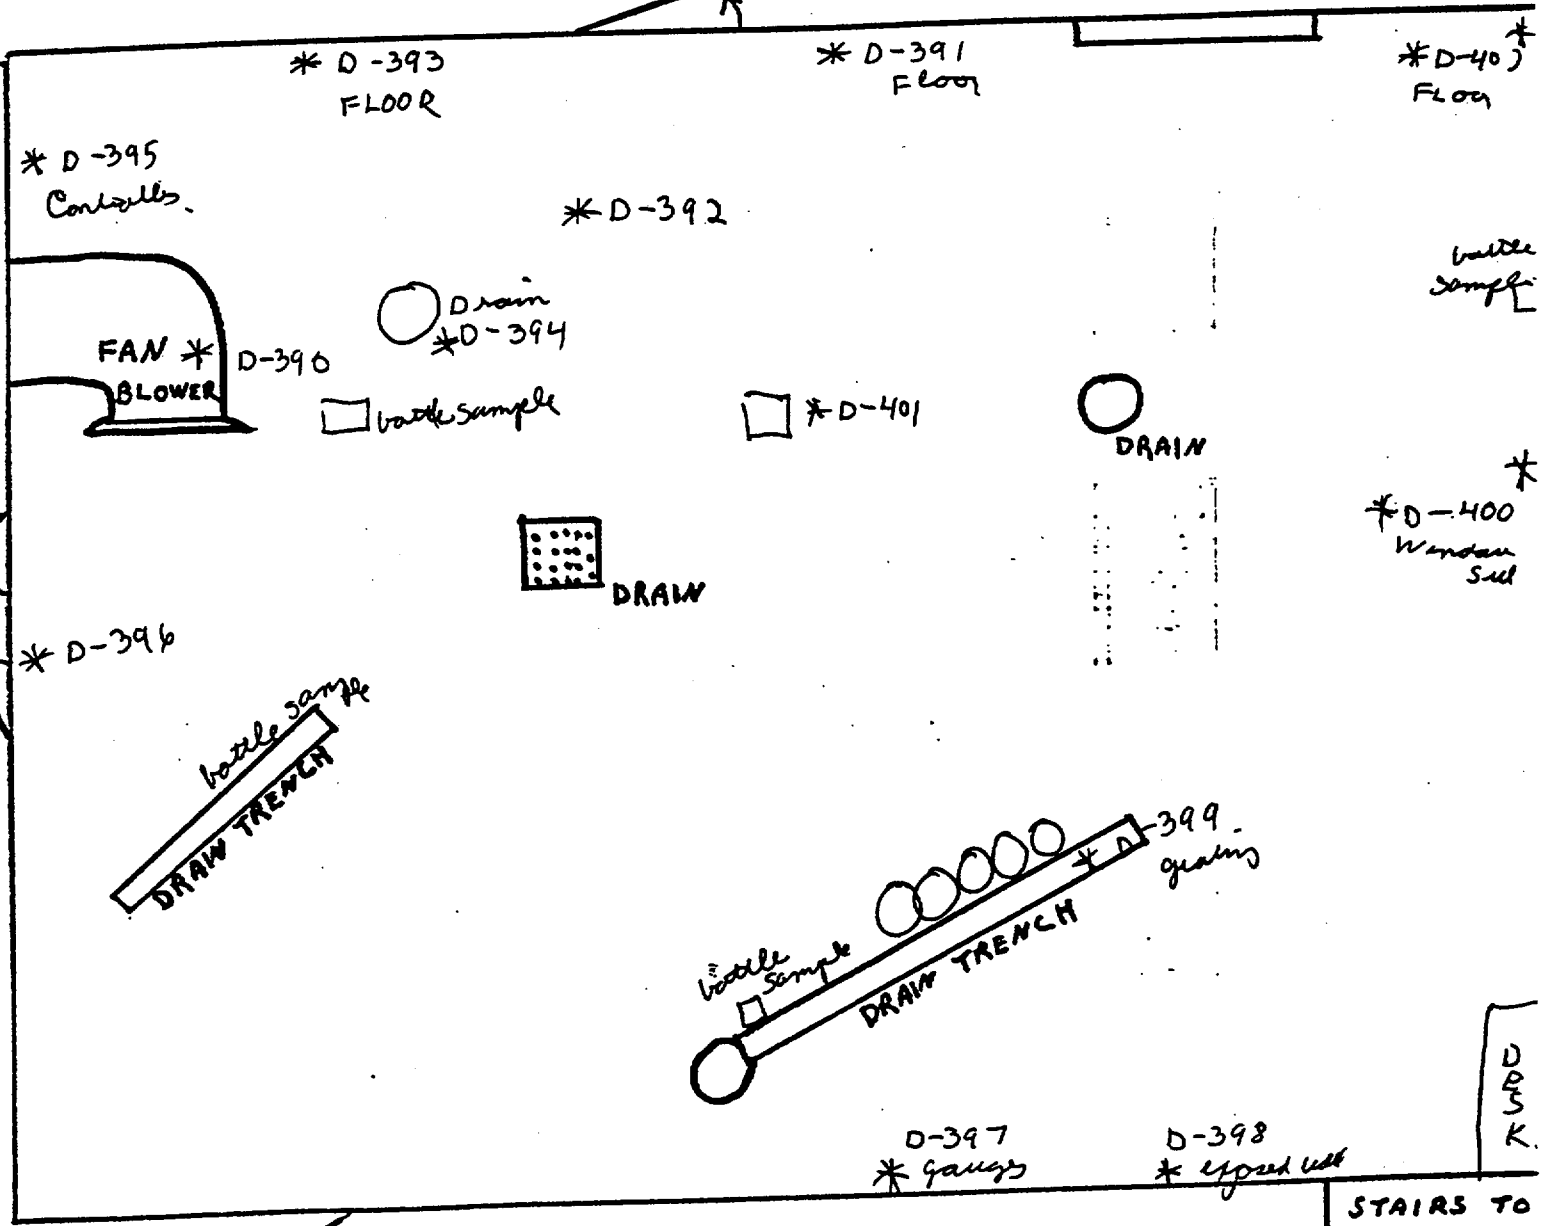 D-393
FLOOR
D-391
Floor
D-40
Floor
D-395
Controlls.
D-392
Drain
D-394
bottle
FAN
BLOWER
D-390
bottle sample
D-401
DRAIN
D-400
Window
Sill
DRAIN
D-396
bottle sample
DRAIN TRENCH
D-399
grating
bottle
sample
DRAIN TRENCH
DESK.
D-397
gauges
D-398
exposed
STAIRS TO